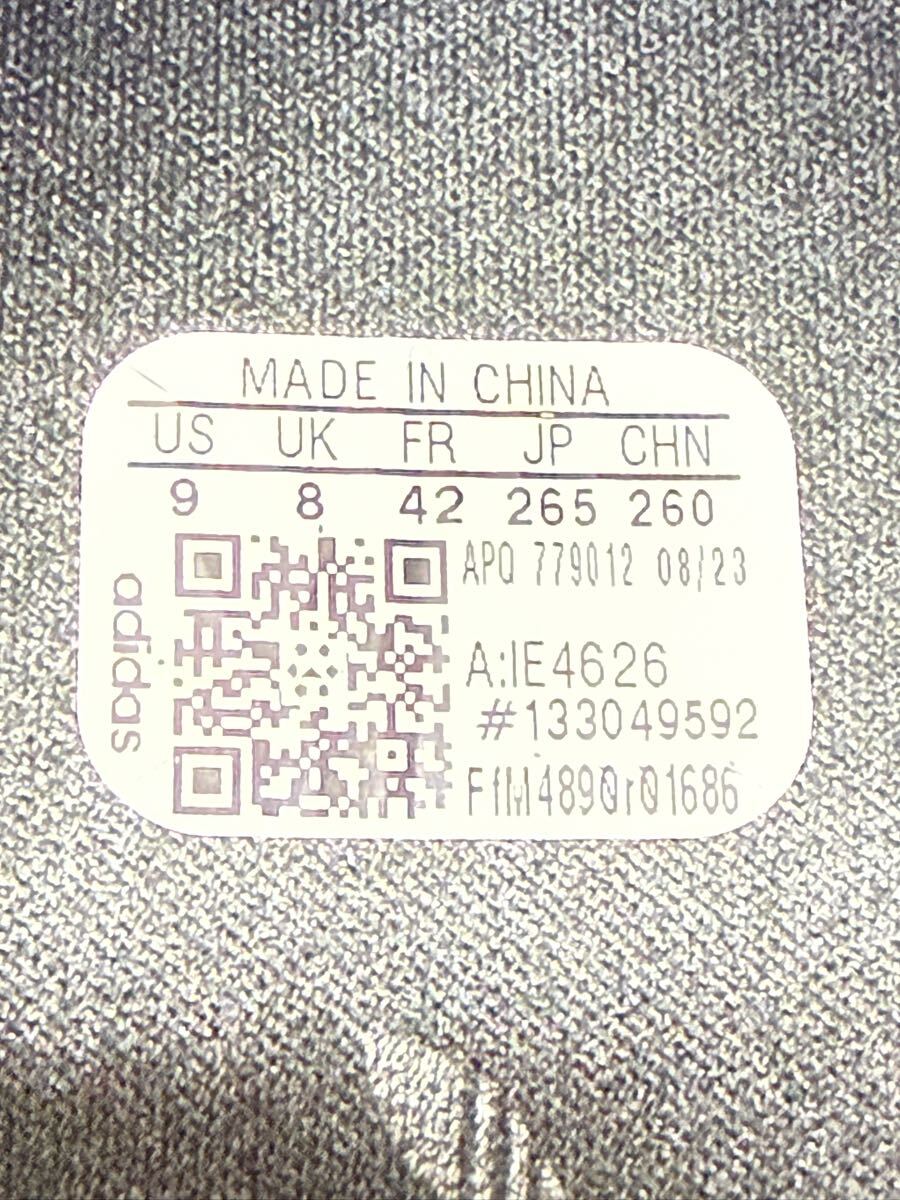 MADE IN CHINA
US UK FR JP CHN
9 8 42 265 260
APQ 779012 08/23
A:IE4626
#133049592
adidas